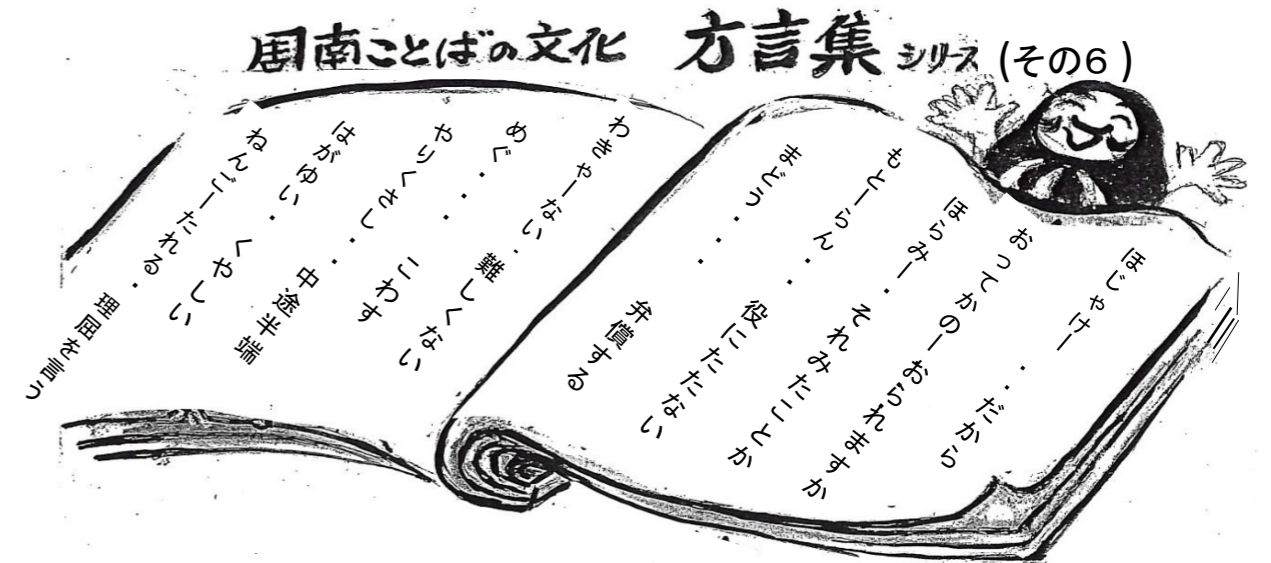 周南ことばの文化 方言集 シリーズ (その6)
ほじゃけー ・・だから
おってかのー おられますか
ほらみー・それみたことか
もとーらん・・役にたたない
まどう・・・弁償する
わきゃーない・難しくない
めぐ・・・こわす
やりくさし・・中途半端
はがゆい・くやしい
ねんごーたれる・理屈を言う